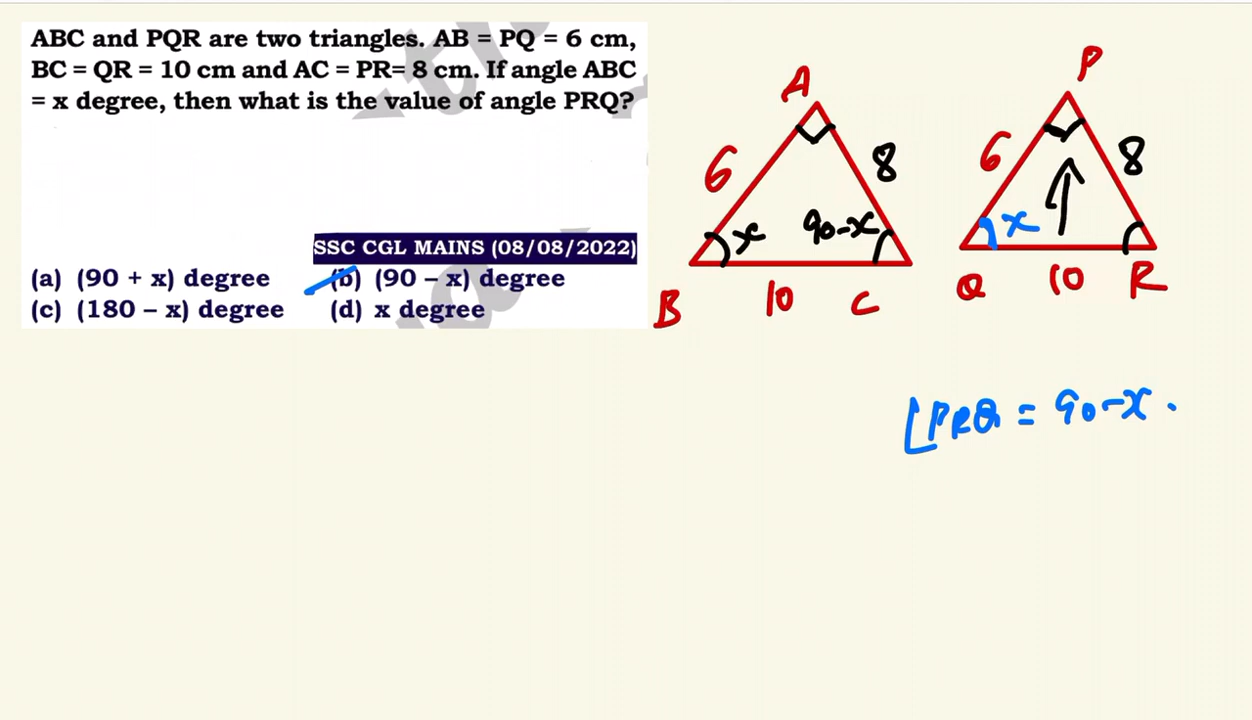 ABC and PQR are two triangles. AB = PQ = 6 cm,
BC = QR = 10 cm and AC = PR= 8 cm. If angle ABC
= x degree, then what is the value of angle PRQ?
SSC CGL MAINS (08/08/2022)
(a) (90 + x) degree (b) (90 – x) degree
(c) (180 – x) degree (d) x degree
A
6
8
x
90-x
B
10
C
P
6
8
x
Q
10
R
∠PRQ = 90-x.